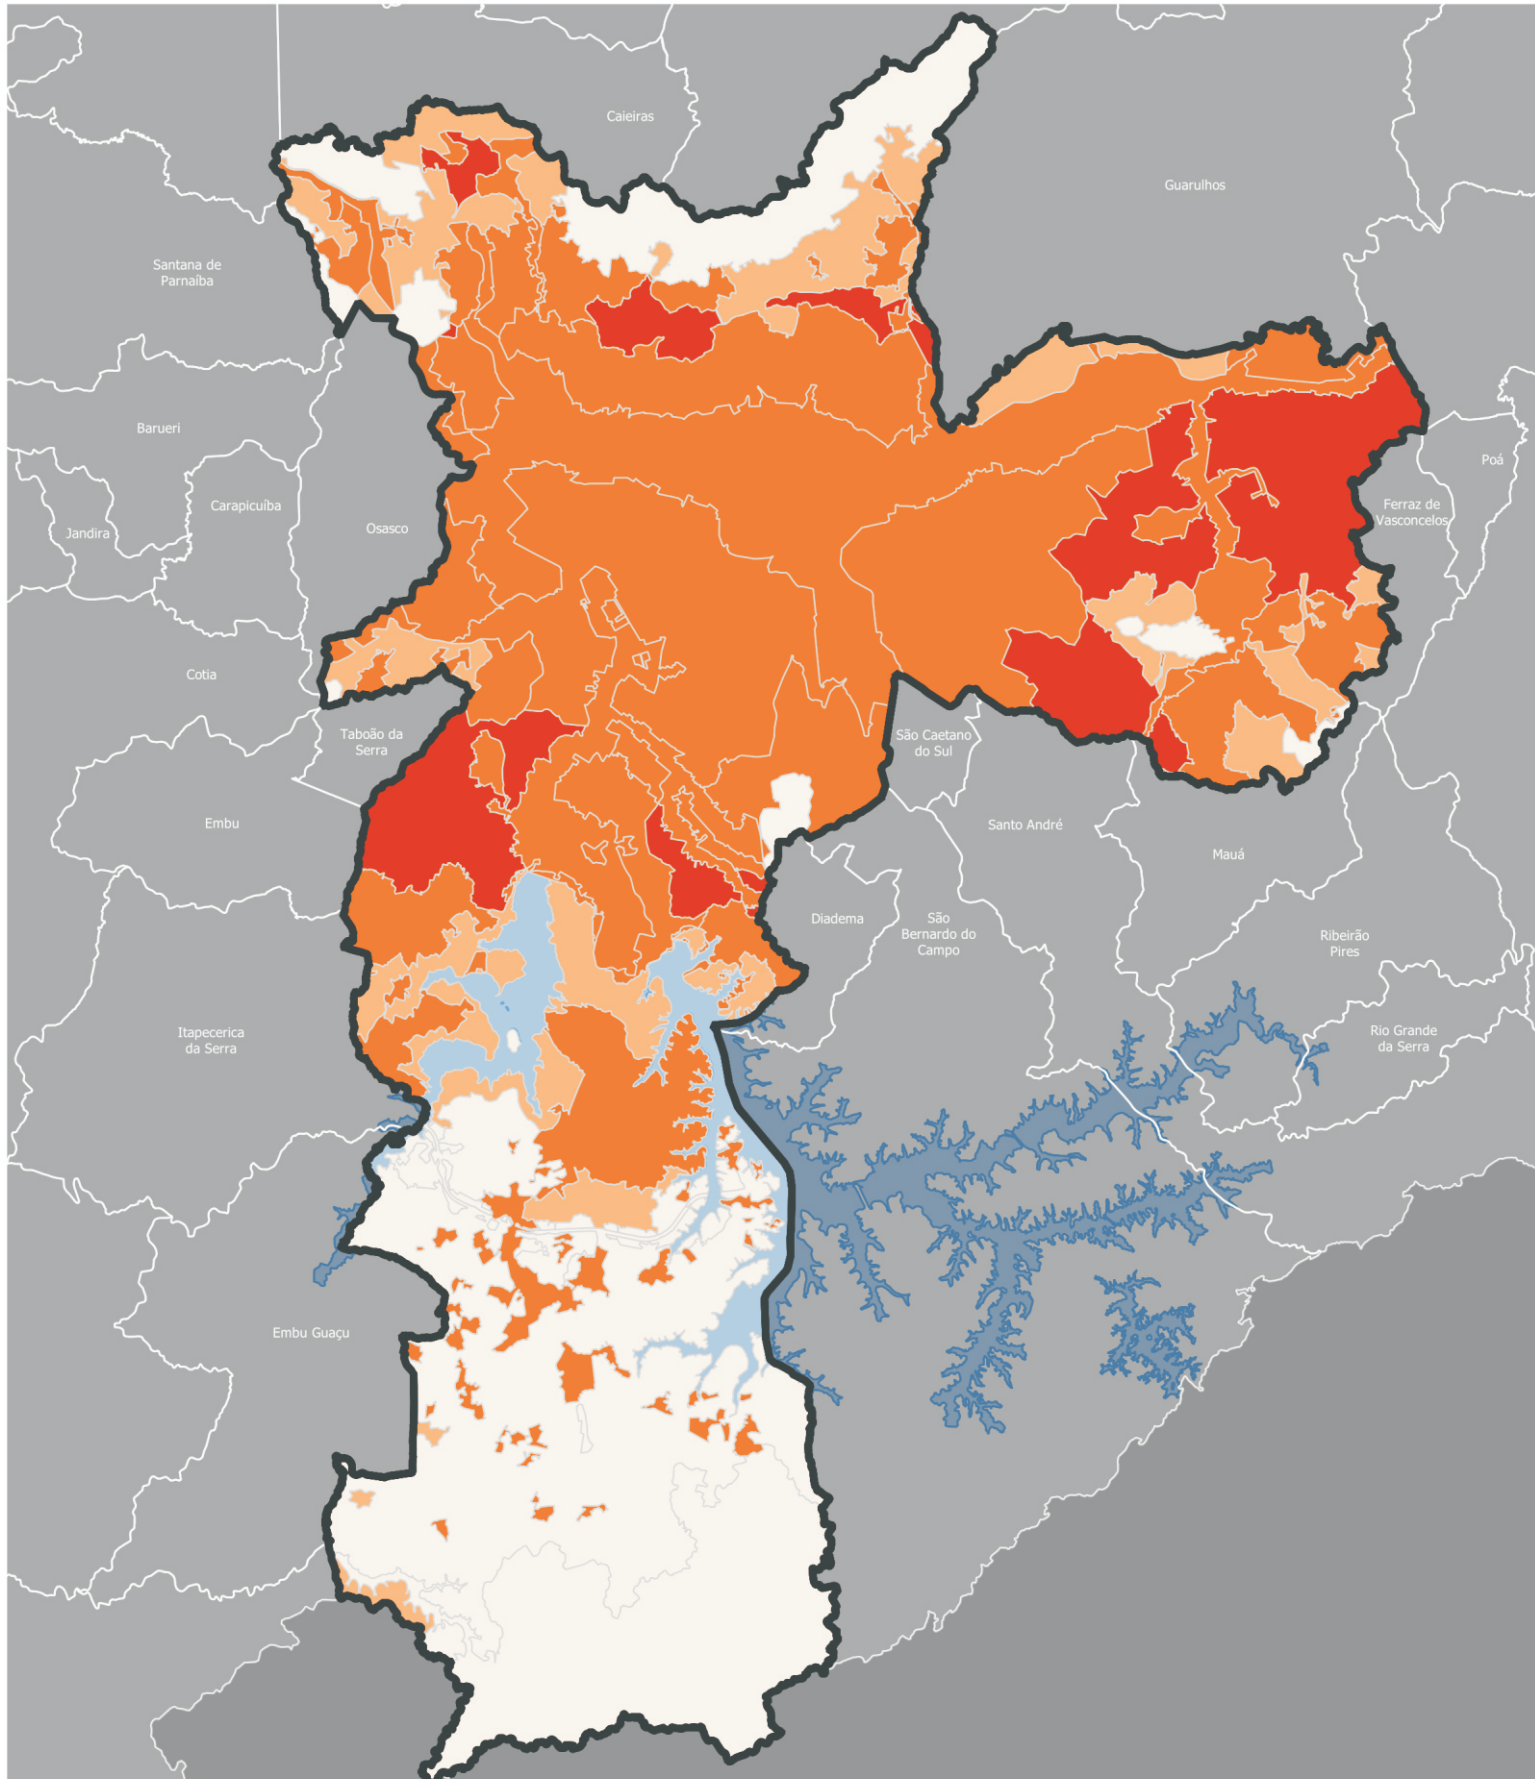 Caieiras
Guarulhos
Santana de
Parnaíba
Barueri
Poá
Carapicuíba
Ferraz de
Vasconcelos
Jandira
Osasco
Cotia
Taboão da
Serra
São Caetano
do Sul
Embu
Santo André
Mauá
Diadema
São
Bernardo do
Campo
Ribeirão
Pires
Itapecerica
da Serra
Rio Grande
da Serra
Embu Guaçu